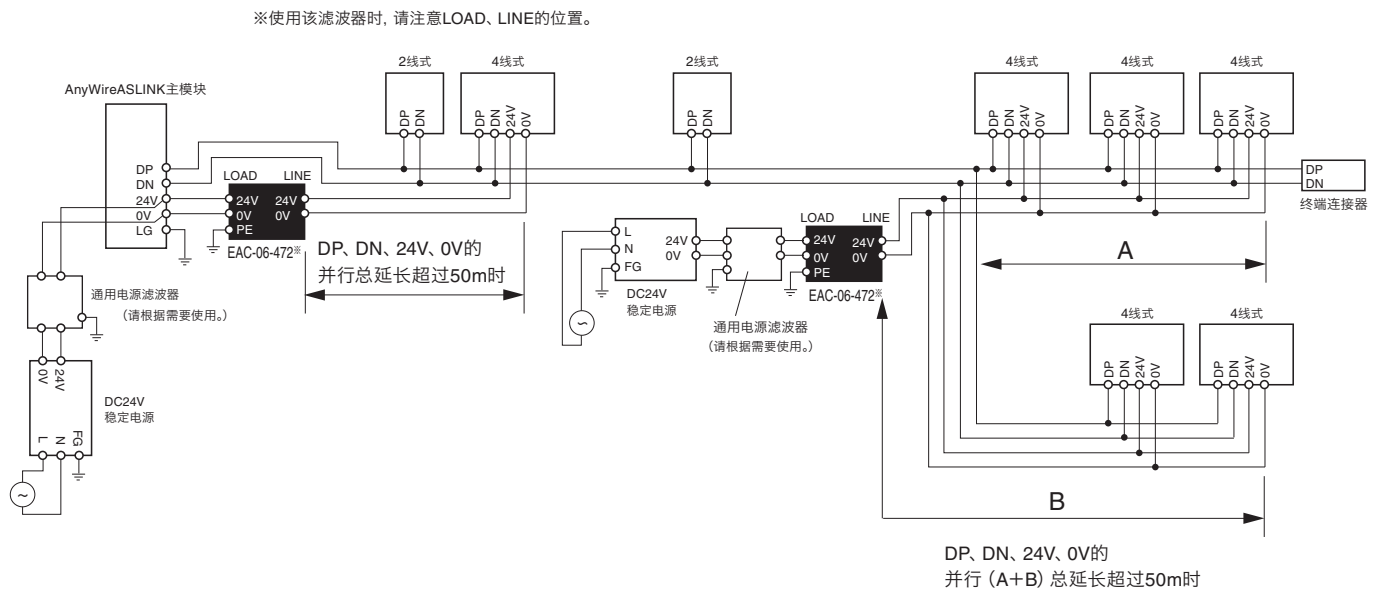 ※使用该滤波器时, 请注意LOAD、LINE的位置。
2线式
4线式
2线式
4线式
4线式
4线式
AnyWireASLINK主模块
DP
DN
DP
DN
24V
0V
DP
DN
DP
DN
24V
0V
DP
DN
24V
0V
DP
DN
24V
0V
DP
DN
24V
0V
LG
LOAD
LINE
24V
24V
0V
0V
PE
EAC-06-472※
DP
DN
终端连接器
DP、DN、24V、0V的
并行总延长超过50m时
L
N
FG
24V
0V
DC24V
稳定电源
LOAD
LINE
24V
24V
0V
0V
PE
EAC-06-472※
A
通用电源滤波器
(请根据需要使用。)
通用电源滤波器
(请根据需要使用。)
4线式
4线式
DP
DN
24V
0V
DP
DN
24V
0V
0V
24V
DC24V
稳定电源
L
N
FG
B
DP、DN、24V、0V的
并行 (A+B) 总延长超过50m时